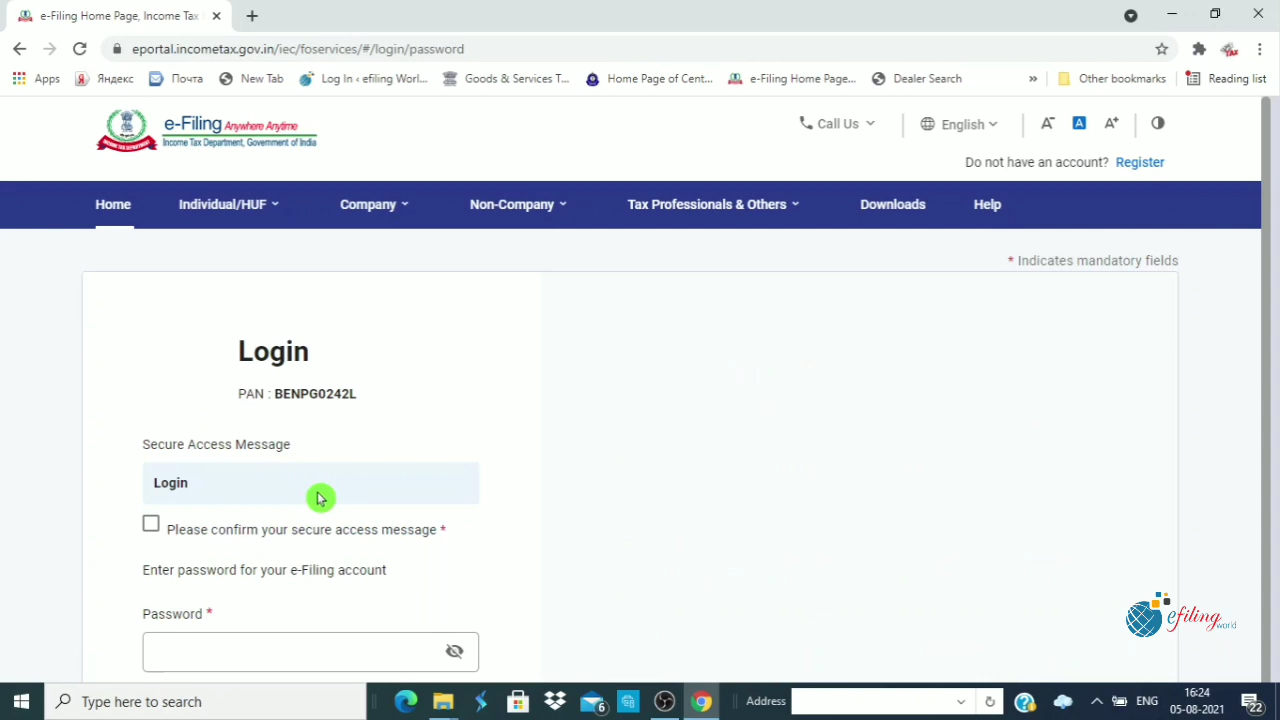 e-Filing Home Page, Income Tax
eportal.incometax.gov.in/iec/foservices/#/login/password
Apps
Яндекс
Почта
New Tab
Log In ‹ efiling Worl...
Goods & Services T...
Home Page of Cent...
e-Filing Home Page...
Dealer Search
»
Other bookmarks
Reading list
e-Filing Anywhere Anytime
Income Tax Department, Government of India
Call Us
English
A-
A
A+
Do not have an account? Register
Home
Individual/HUF
Company
Non-Company
Tax Professionals & Others
Downloads
Help
* Indicates mandatory fields
Login
PAN : BENPG0242L
Secure Access Message
Login
Please confirm your secure access message *
Enter password for your e-Filing account
Password *
efiling world
Type here to search
6
Address
ENG
16:24
05-08-2021
22